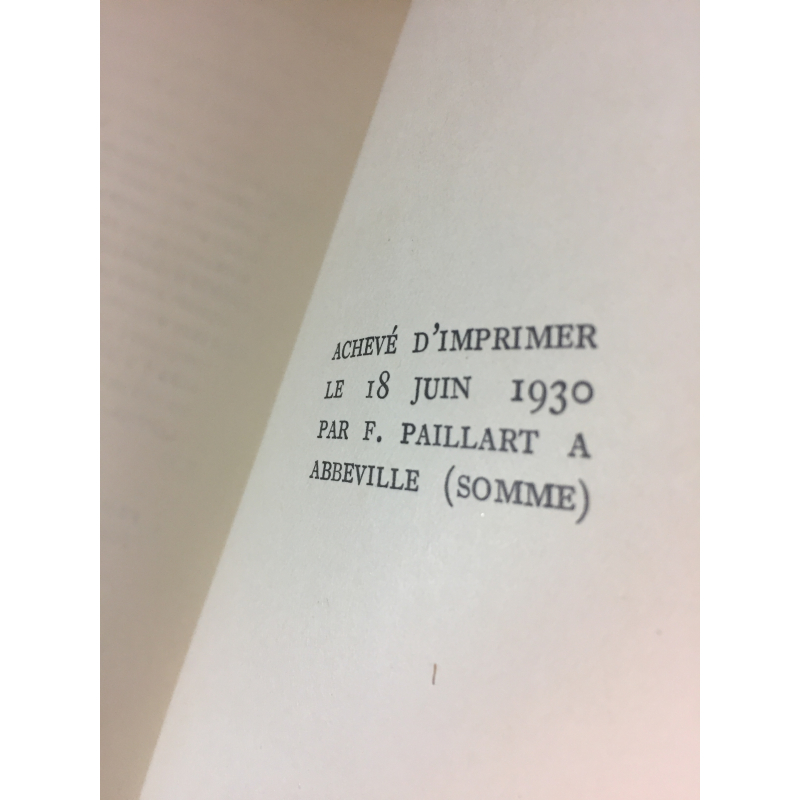 ACHEVÉ D'IMPRIMER
LE 18 JUIN 1930
PAR F. PAILLART A
ABBEVILLE (SOMME)